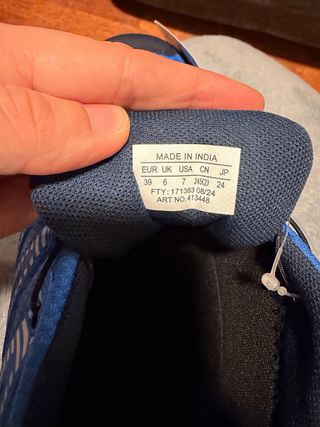 MADE IN INDIA
EUR UK USA CN JP
39 6 7 245(2) 24
FTY: 171383 08/24
ART NO. 413448